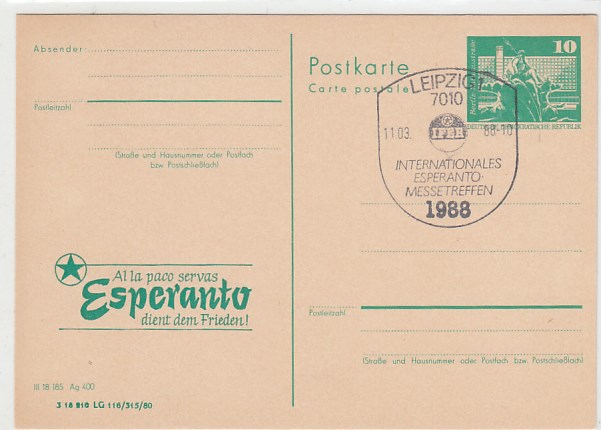 Absender:
Postleitzahl
(Straße und Hausnummer oder Postfach
bzw. Postschließfach)
Al la paco servas
Esperanto
dient dem Frieden!
III 18 185 Ag 400
3 18 210 LG 116/315/80
Postkarte
Carte postale
10
DEUTSCHE DEMOKRATISCHE REPUBLIK
LEIPZIG 1
7010
11.03. 88-10
INTERNATIONALES
ESPERANTO-
MESSETREFFEN
1988
Postleitzahl
(Straße und Hausnummer oder Postfach bzw. Postschließfach)